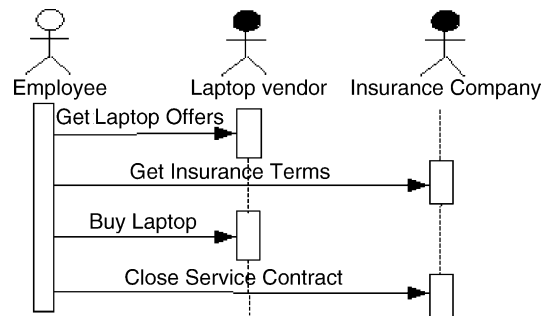 Employee
Laptop vendor
Insurance Company
Get Laptop Offers
Get Insurance Terms
Buy Laptop
Close Service Contract